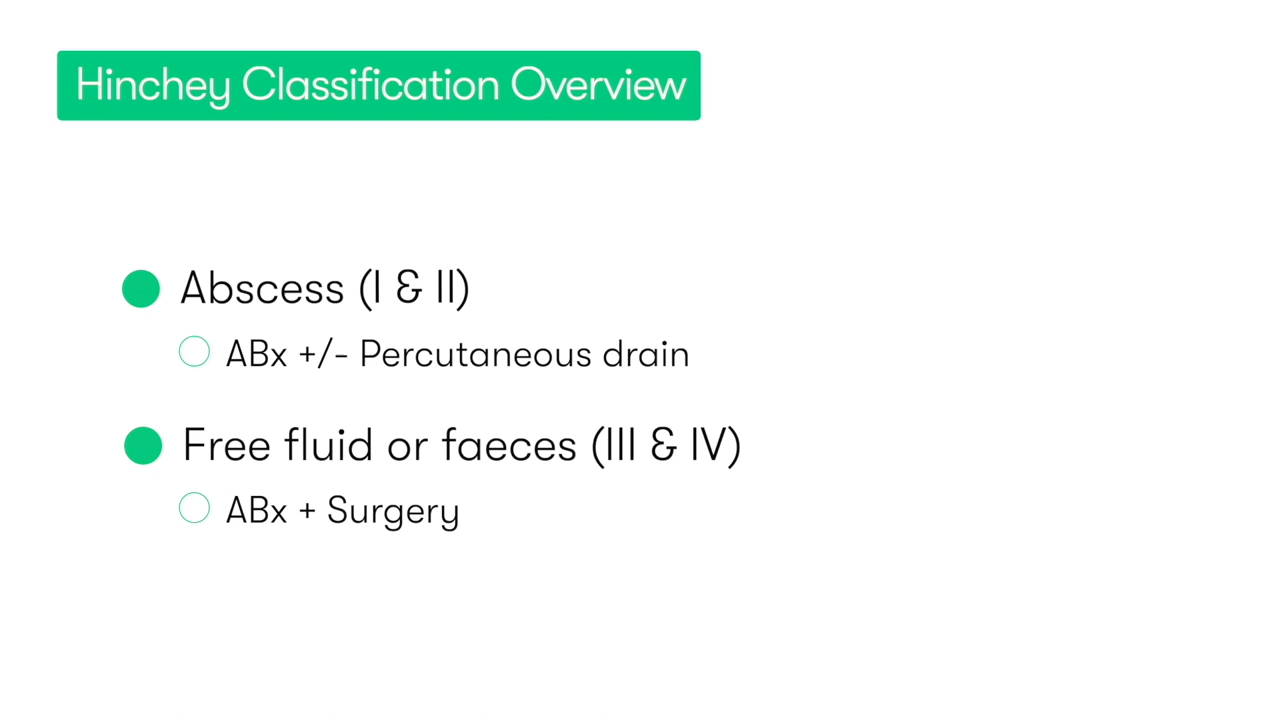 Hinchey Classification Overview
Abscess (I & II)
ABx +/- Percutaneous drain
Free fluid or faeces (III & IV)
ABx + Surgery